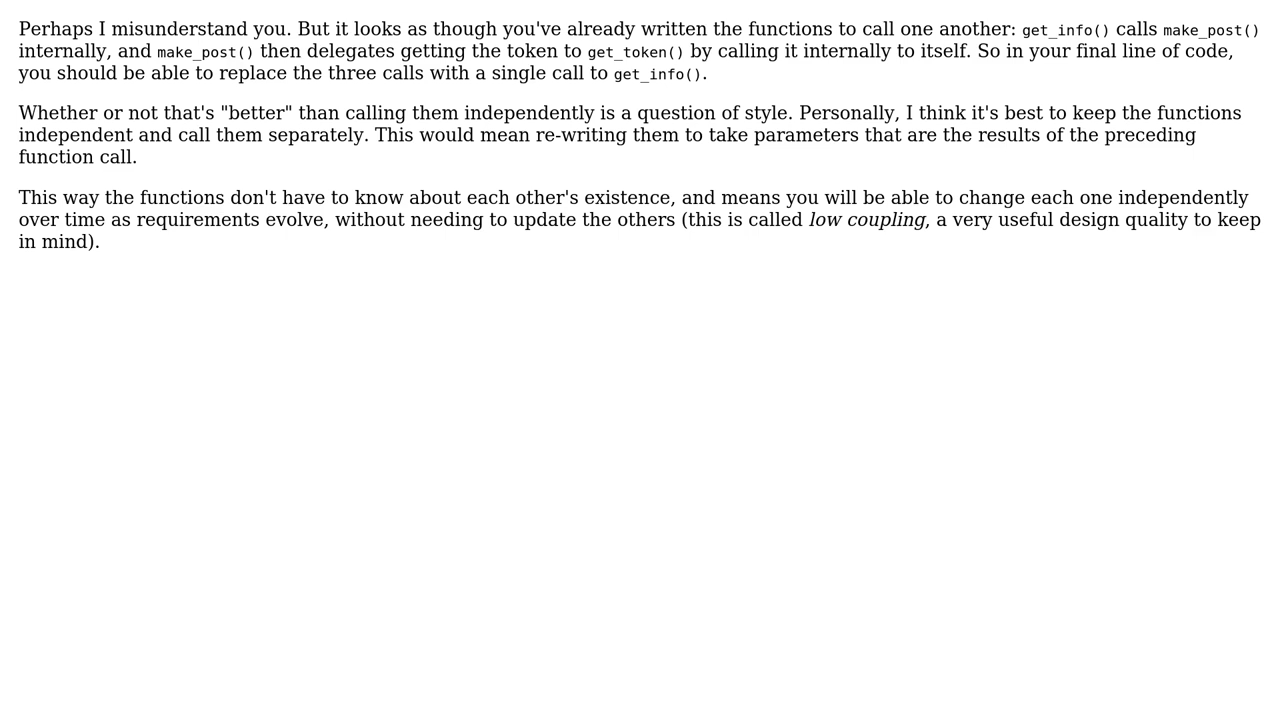 Perhaps I misunderstand you. But it looks as though you've already written the functions to call one another: get_info() calls make_post()
internally, and make_post() then delegates getting the token to get_token() by calling it internally to itself. So in your final line of code,
you should be able to replace the three calls with a single call to get_info().
Whether or not that's "better" than calling them independently is a question of style. Personally, I think it's best to keep the functions
independent and call them separately. This would mean re-writing them to take parameters that are the results of the preceding
function call.
This way the functions don't have to know about each other's existence, and means you will be able to change each one independently
over time as requirements evolve, without needing to update the others (this is called low coupling, a very useful design quality to keep
in mind).